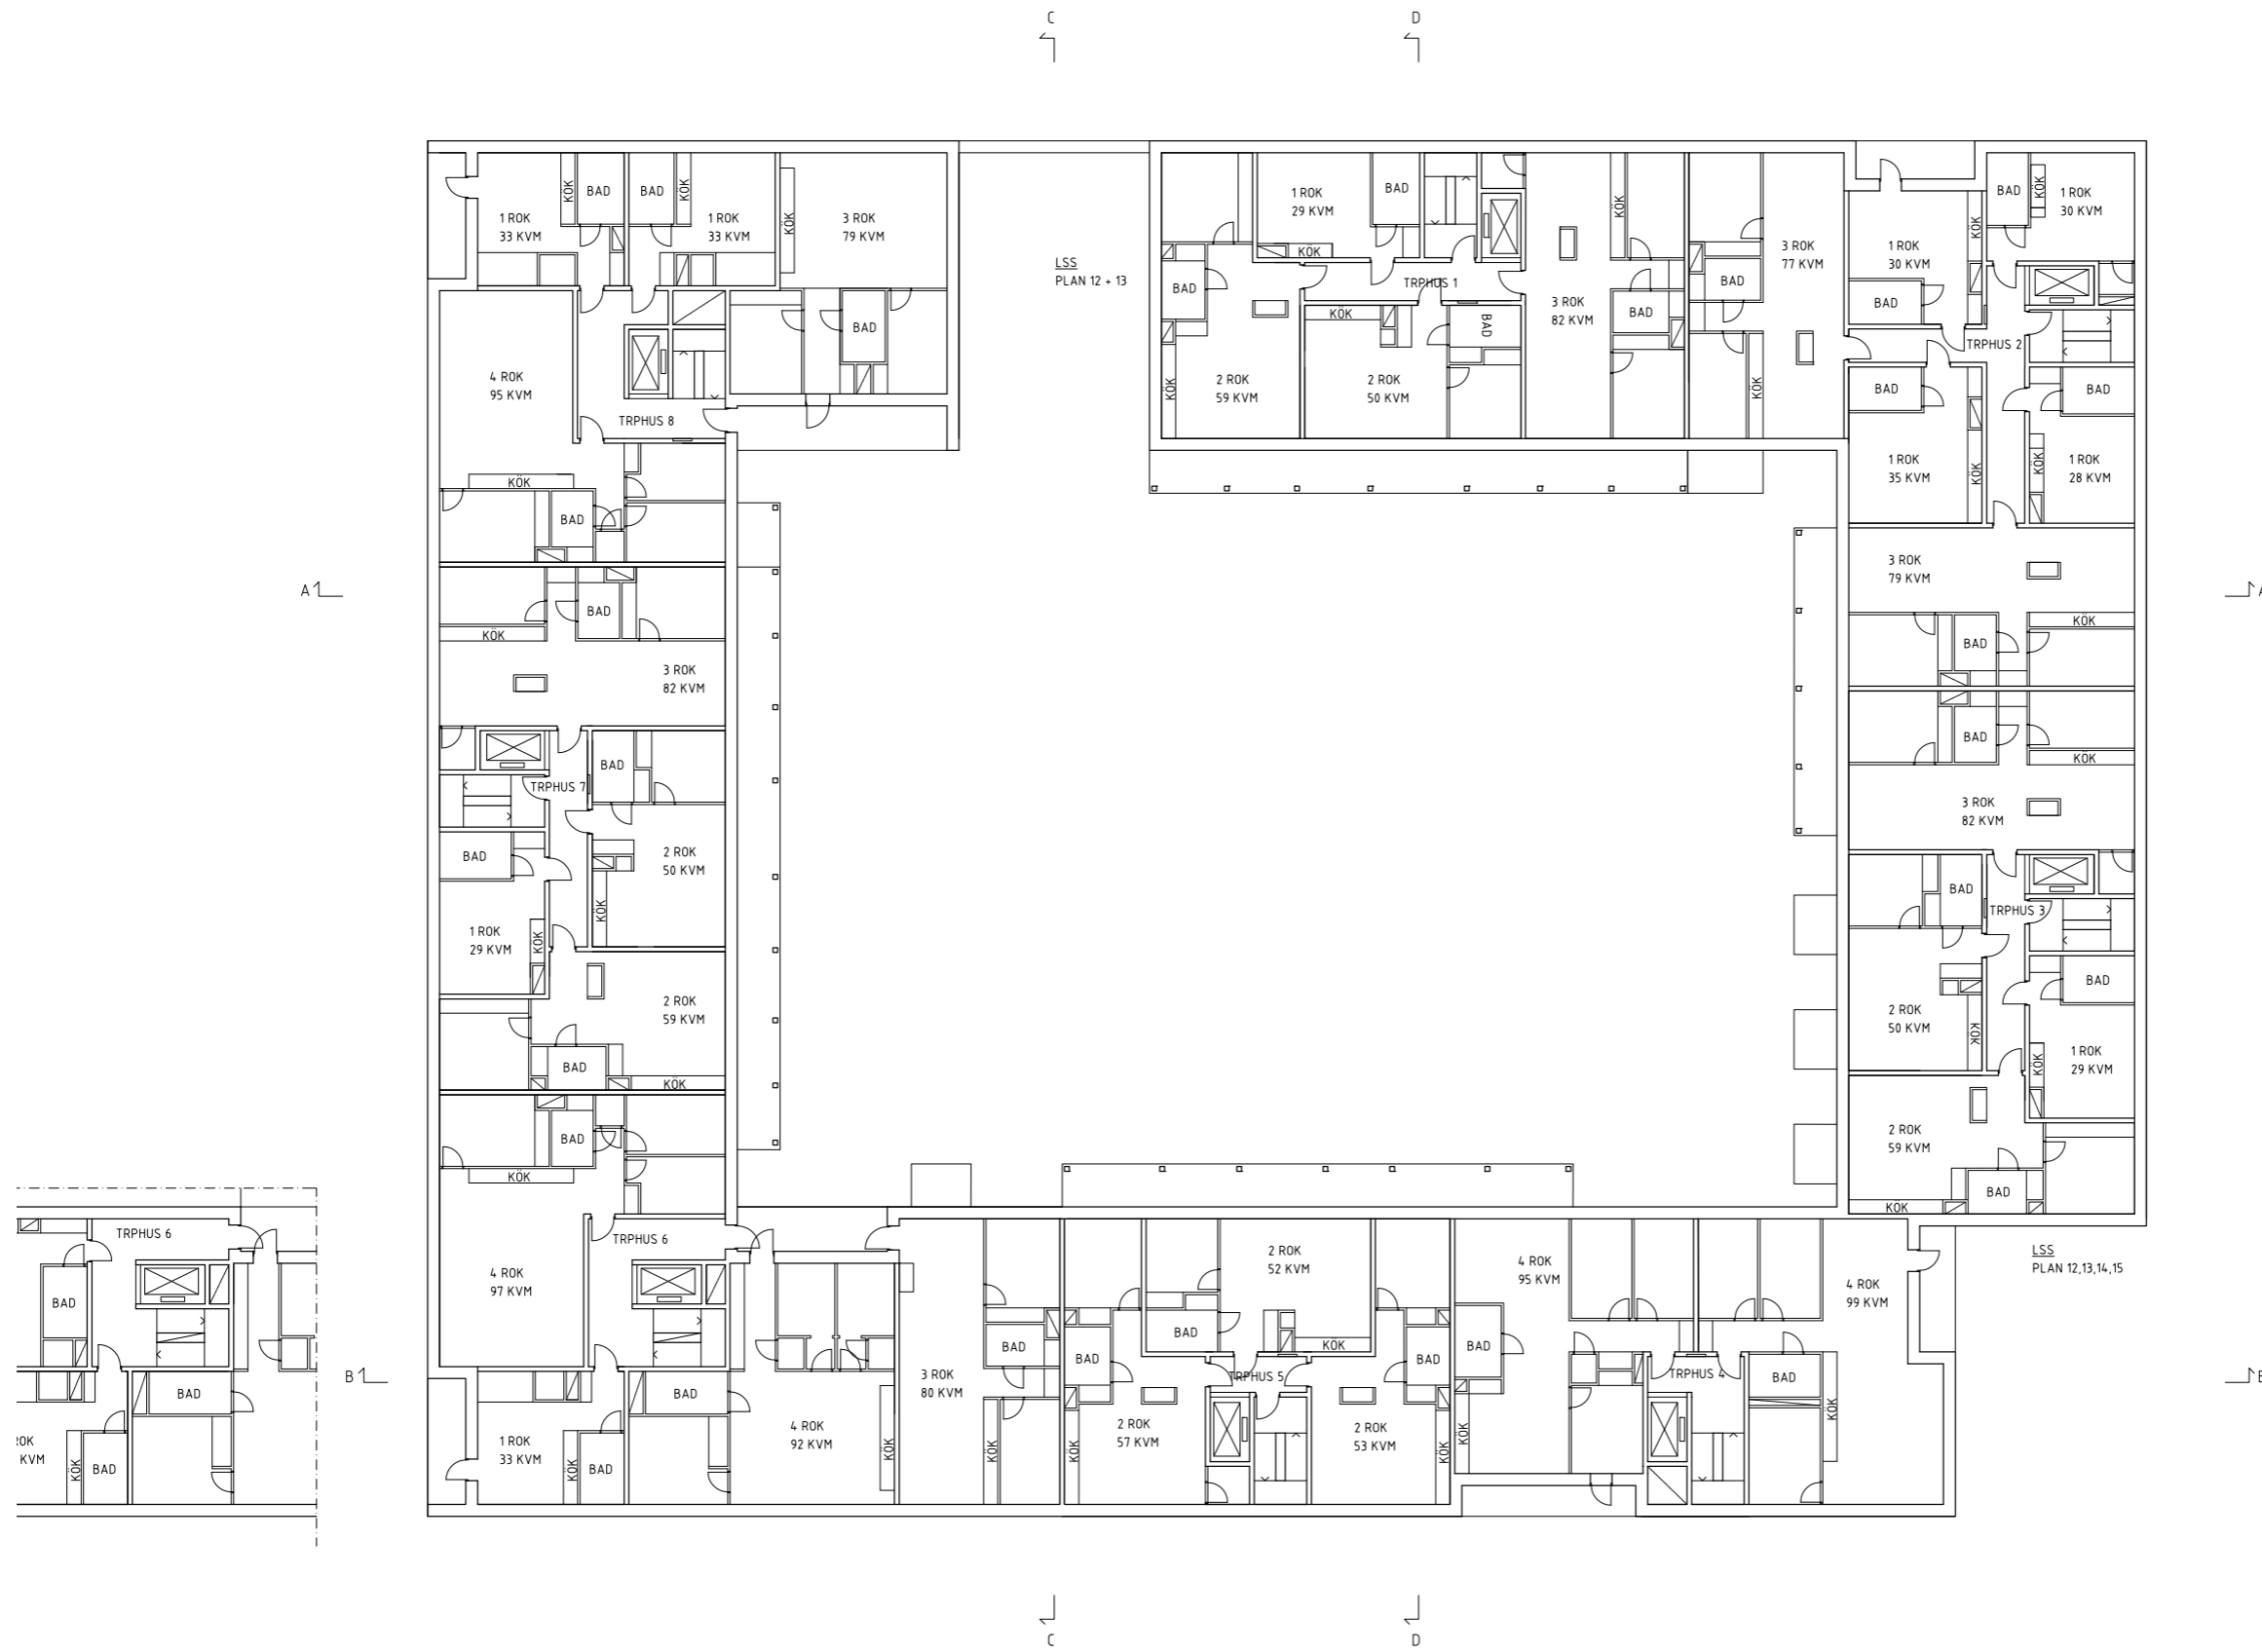 C
D
1 ROK
33 KVM
KÖK
BAD
BAD
KÖK
1 ROK
33 KVM
KÖK
3 ROK
79 KVM
BAD
4 ROK
95 KVM
TRPHUS 8
KÖK
BAD
LSS
PLAN 12 + 13
1 ROK
29 KVM
BAD
KÖK
BAD
TRPHUS 1
KÖK
2 ROK
59 KVM
KÖK
2 ROK
50 KVM
BAD
3 ROK
82 KVM
KÖK
BAD
BAD
3 ROK
77 KVM
KÖK
1 ROK
30 KVM
KÖK
BAD
BAD
KÖK
1 ROK
30 KVM
TRPHUS 2
BAD
1 ROK
35 KVM
KÖK
BAD
KÖK
1 ROK
28 KVM
A
A
3 ROK
79 KVM
KÖK
BAD
BAD
KÖK
3 ROK
82 KVM
BAD
KÖK
3 ROK
82 KVM
TRPHUS 7
BAD
2 ROK
50 KVM
KÖK
BAD
1 ROK
29 KVM
KÖK
2 ROK
59 KVM
BAD
KÖK
BAD
TRPHUS 3
2 ROK
50 KVM
KÖK
BAD
KÖK
1 ROK
29 KVM
2 ROK
59 KVM
BAD
KÖK
LSS
PLAN 12,13,14,15
BAD
KÖK
TRPHUS 6
4 ROK
97 KVM
TRPHUS 6
BAD
BAD
KÖK
BAD
ROK
KVM
B
B
1 ROK
33 KVM
KÖK
BAD
BAD
4 ROK
92 KVM
KÖK
3 ROK
80 KVM
BAD
KÖK
2 ROK
52 KVM
BAD
KÖK
BAD
TRPHUS 5
BAD
2 ROK
57 KVM
KÖK
2 ROK
53 KVM
KÖK
4 ROK
95 KVM
BAD
KÖK
TRPHUS 4
BAD
KÖK
4 ROK
99 KVM
C
D